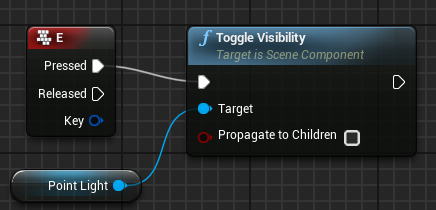 E
Pressed
Released
Key
Point Light
f Toggle Visibility
Target is Scene Component
Target
Propagate to Children